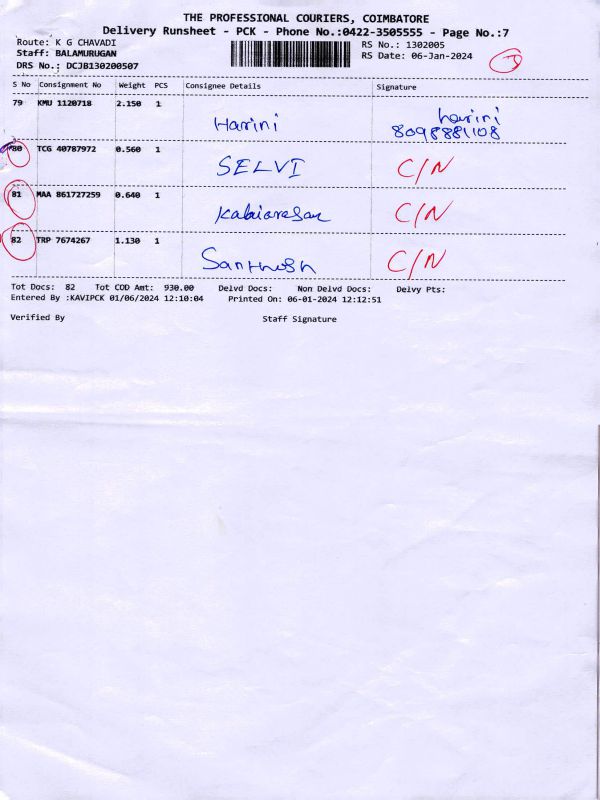 THE PROFESSIONAL COURIERS, COIMBATORE
Delivery Runsheet - PCK - Phone No.:0422-3505555 - Page No.:7
Route: K G CHAVADI
RS No.: 1302005
Staff: BALAMURUGAN
RS Date: 06-Jan-2024
DRS No.: DCJB130200507
S No Consignment No Weight PCS Consignee Details Signature
79 KMU 1120718 2.150 1 Harini harini
8098881108
80 TCG 40787972 0.560 1 SELVI C/N
81 MAA 861727259 0.640 1 Kabiarasan C/N
82 TRP 7674267 1.130 1 Santhosh C/N
Tot Docs: 82 Tot COD Amt: 930.00 Delvd Docs: Non Delvd Docs: Delvy Pts:
Entered By :KAVIPCK 01/06/2024 12:10:04 Printed On: 06-01-2024 12:12:51
Verified By Staff Signature